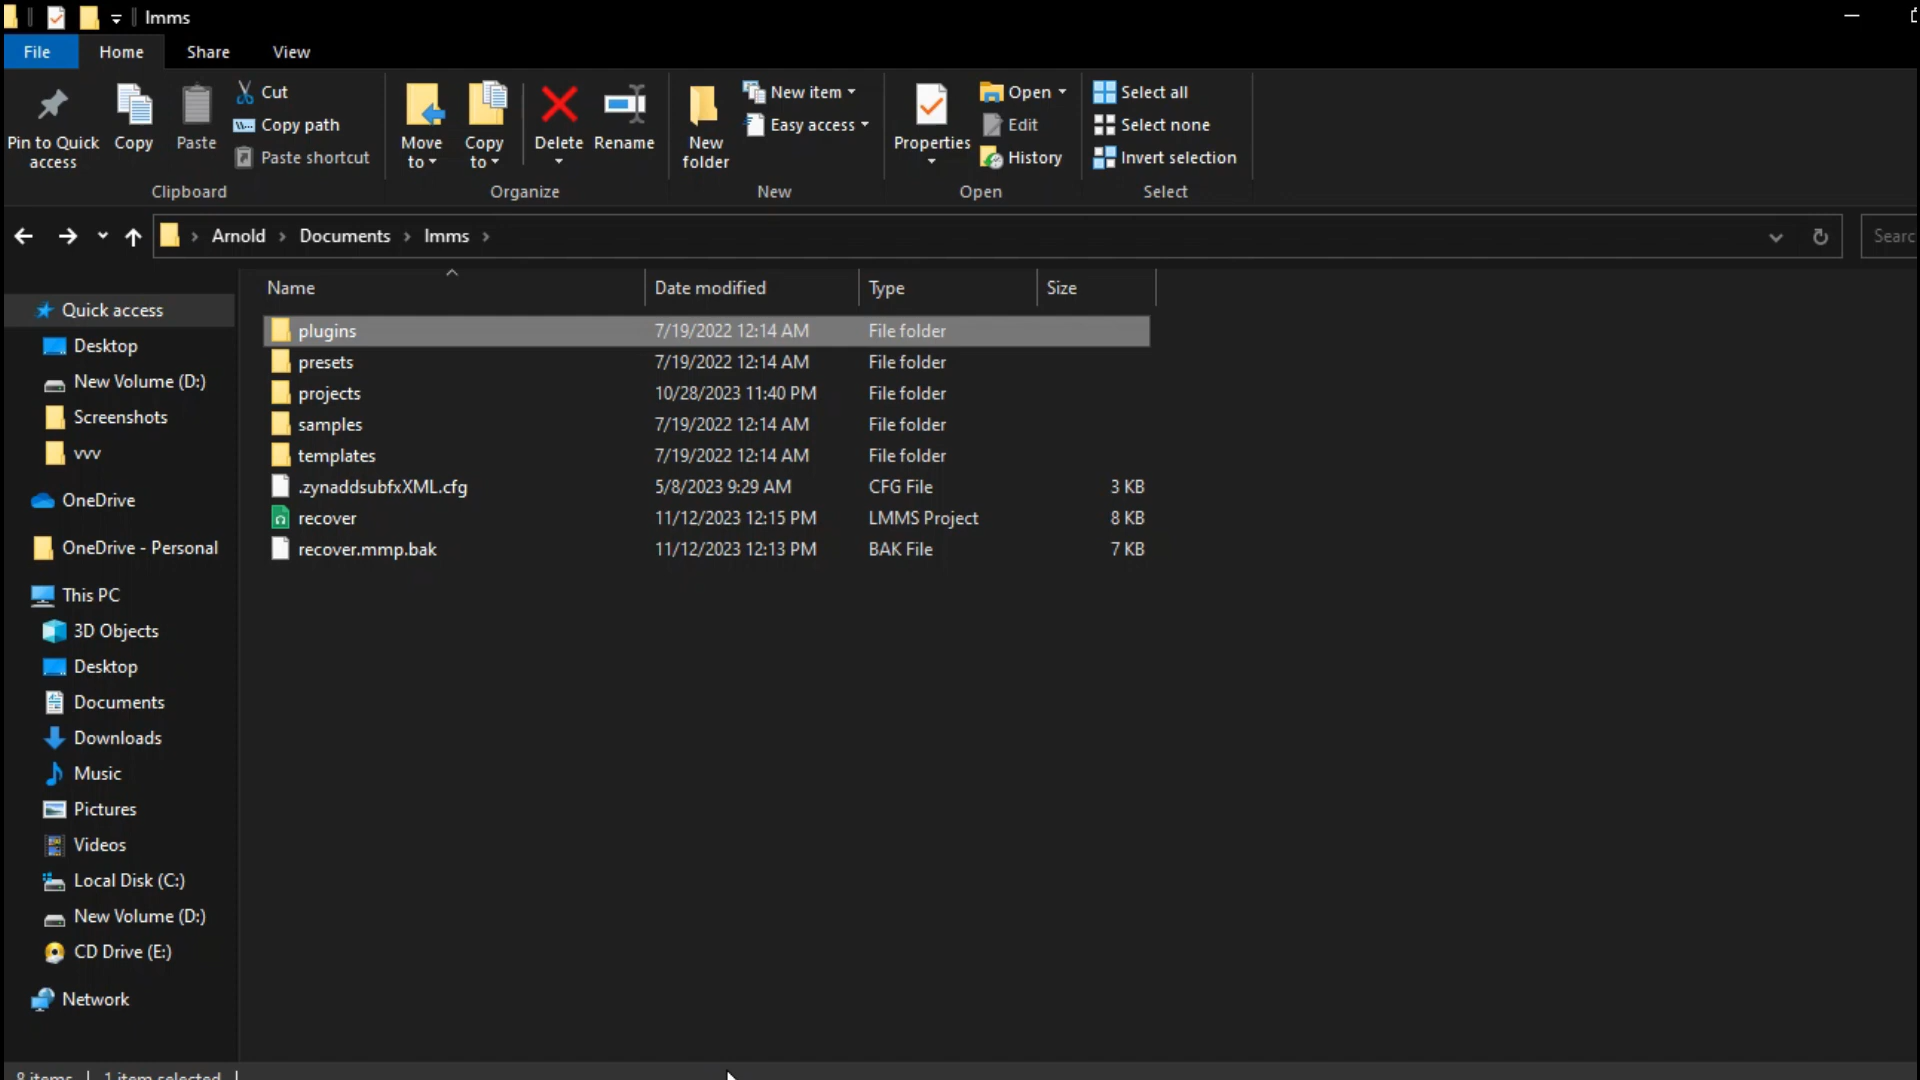 lmms
File Home Share View
Pin to Quick access
Copy
Paste
Cut
Copy path
Paste shortcut
Clipboard
Move to
Copy to
Delete
Rename
Organize
New folder
New item
Easy access
New
Properties
Open
Edit
History
Open
Select all
Select none
Invert selection
Select
Arnold Documents lmms
Searc
Name Date modified Type Size
plugins 7/19/2022 12:14 AM File folder
presets 7/19/2022 12:14 AM File folder
projects 10/28/2023 11:40 PM File folder
samples 7/19/2022 12:14 AM File folder
templates 7/19/2022 12:14 AM File folder
.zynaddsubfxXML.cfg 5/8/2023 9:29 AM CFG File 3 KB
recover 11/12/2023 12:15 PM LMMS Project 8 KB
recover.mmp.bak 11/12/2023 12:13 PM BAK File 7 KB
Quick access
Desktop
New Volume (D:)
Screenshots
vvv
OneDrive
OneDrive - Personal
This PC
3D Objects
Desktop
Documents
Downloads
Music
Pictures
Videos
Local Disk (C:)
New Volume (D:)
CD Drive (E:)
Network
8 items 1 item selected